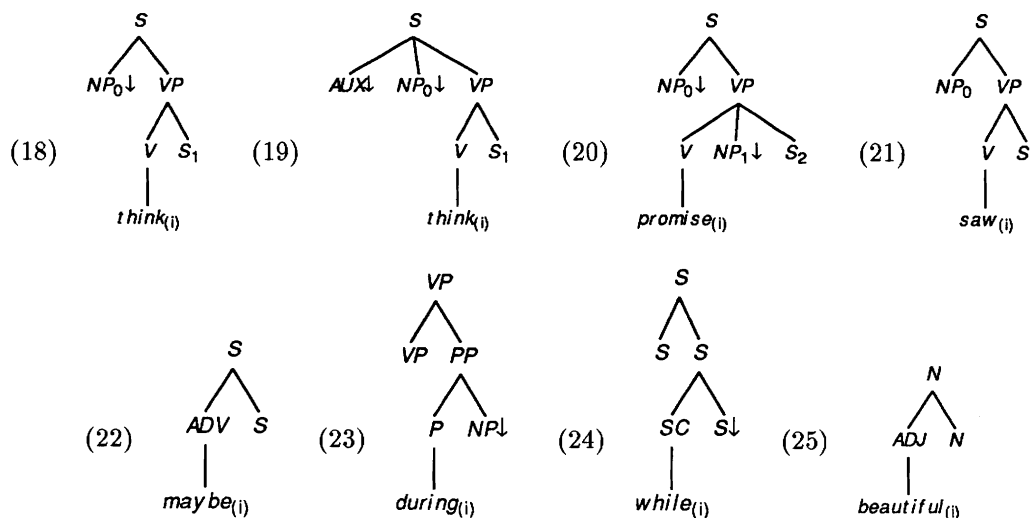 S S S S
NP₀↓ VP AUX↓ NP₀↓ VP NP₀↓ VP NP₀ VP
(18) V S₁ (19) V S₁ (20) V NP₁↓ S₂ (21) V S
think(i) think(i) promise(i) saw(i)
VP S
S VP PP S S N
(22) ADV S (23) P NP↓ (24) SC S↓ (25) ADJ N
maybe(i) during(i) while(i) beautiful(i)